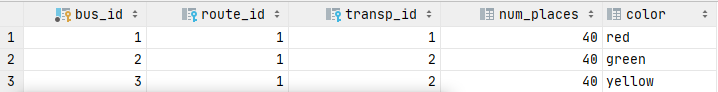 bus_id route_id transp_id num_places color
1 1 1 1 40 red
2 2 1 2 40 green
3 3 1 2 40 yellow